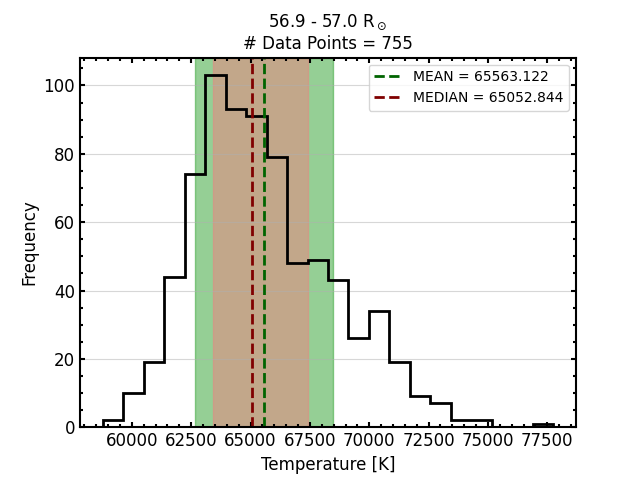 56.9 - 57.0 R⊙
# Data Points = 755
MEAN = 65563.122
MEDIAN = 65052.844
Frequency
100
80
60
40
20
0
60000 62500 65000 67500 70000 72500 75000 77500
Temperature [K]